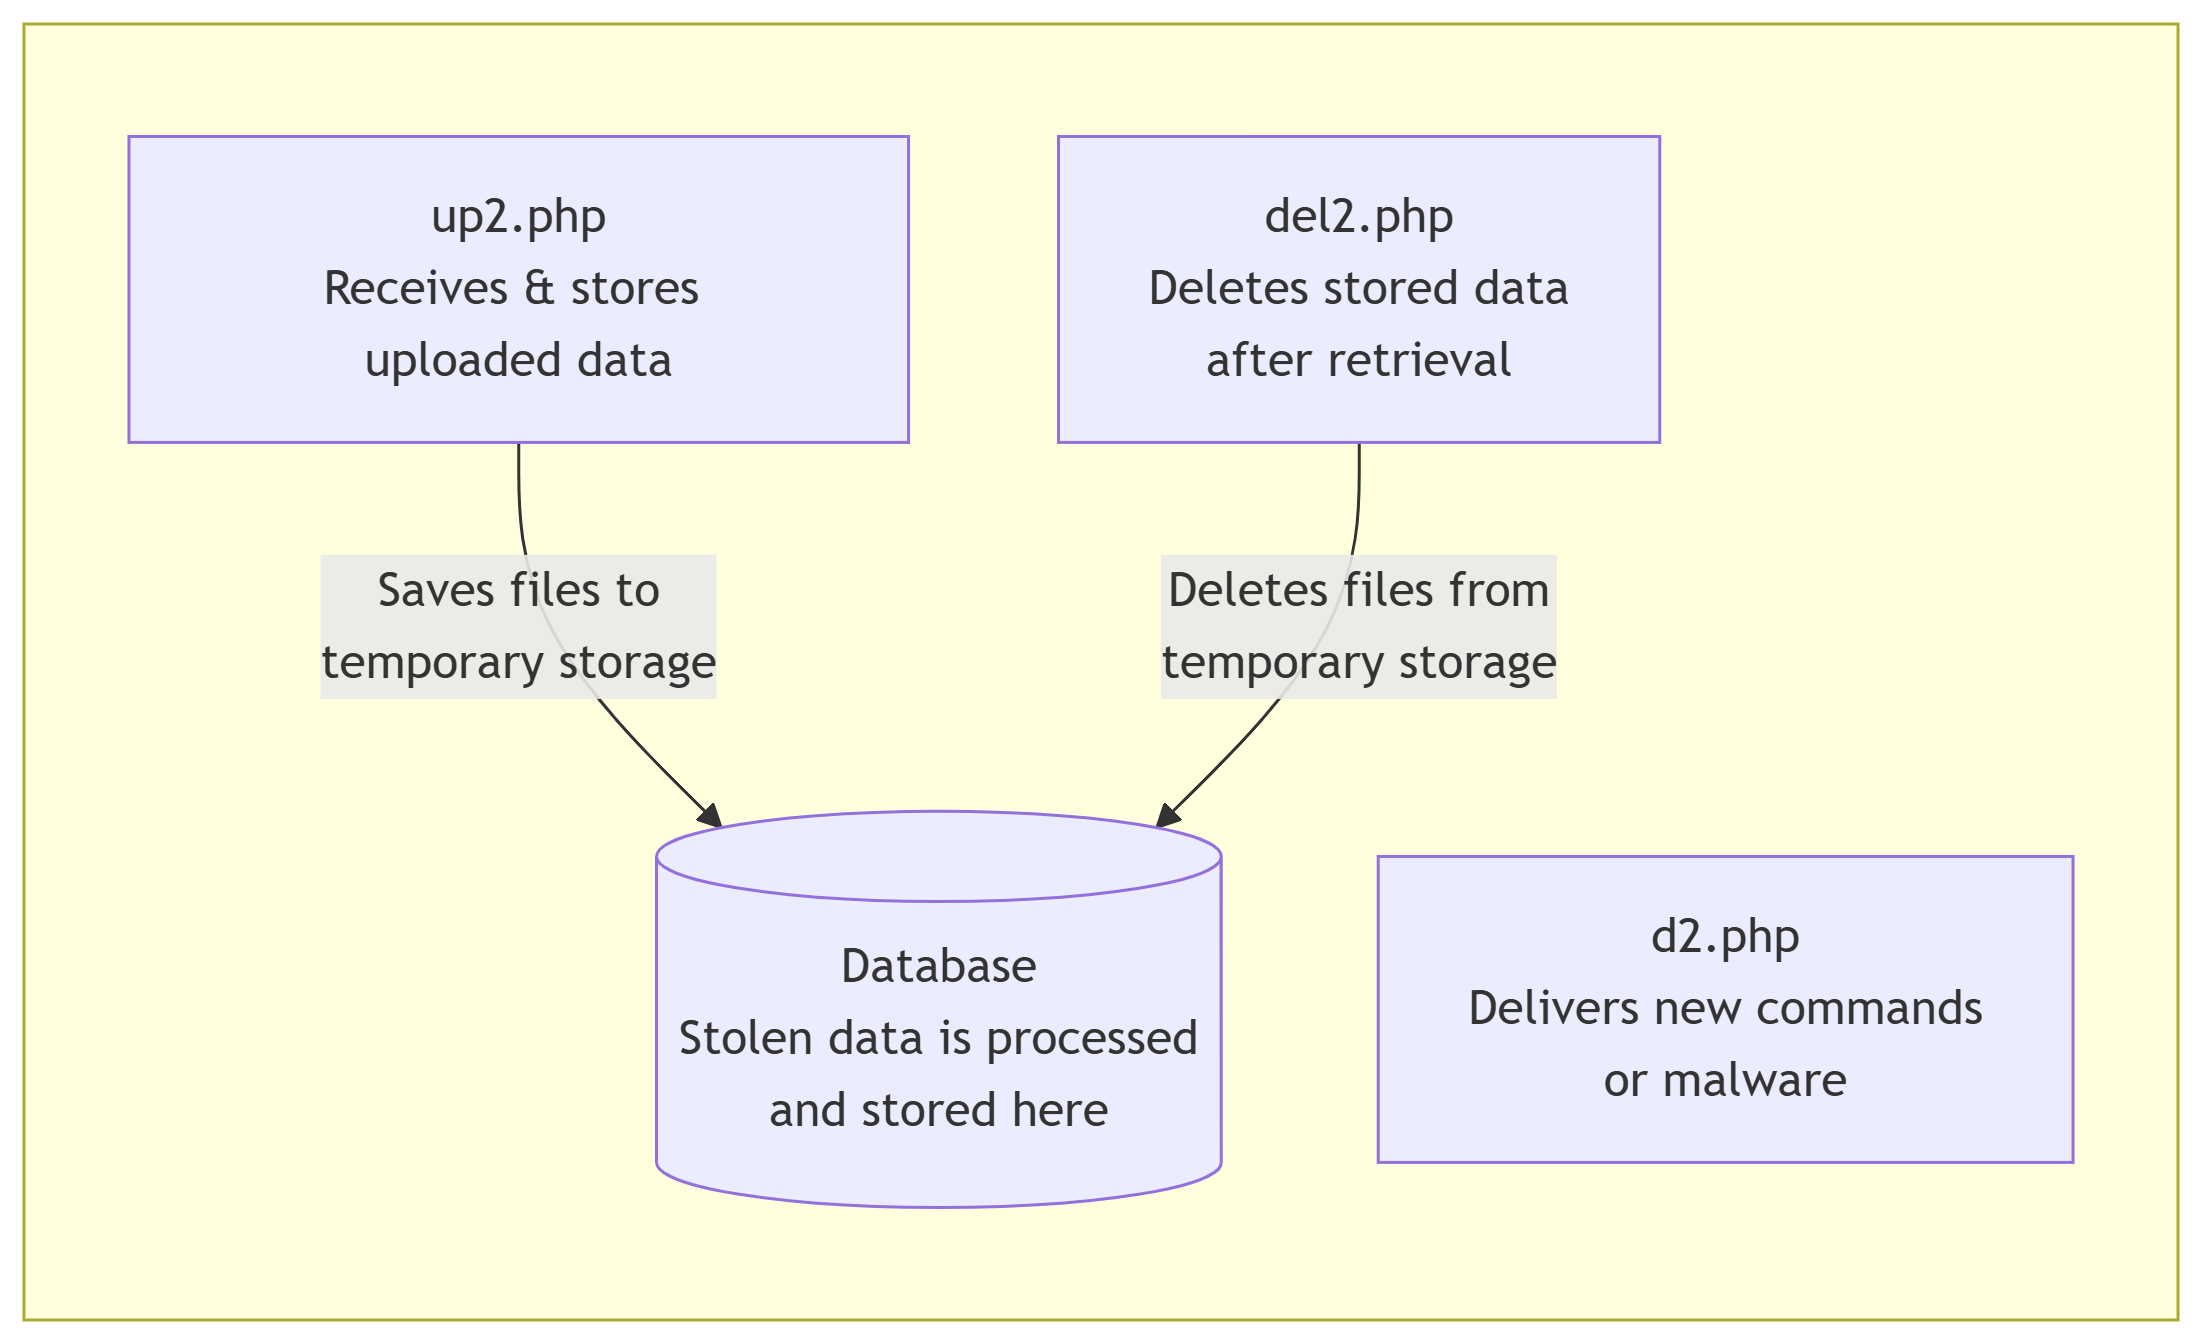 up2.php
Receives & stores
uploaded data
del2.php
Deletes stored data
after retrieval
Saves files to
temporary storage
Deletes files from
temporary storage
Database
Stolen data is processed
and stored here
d2.php
Delivers new commands
or malware